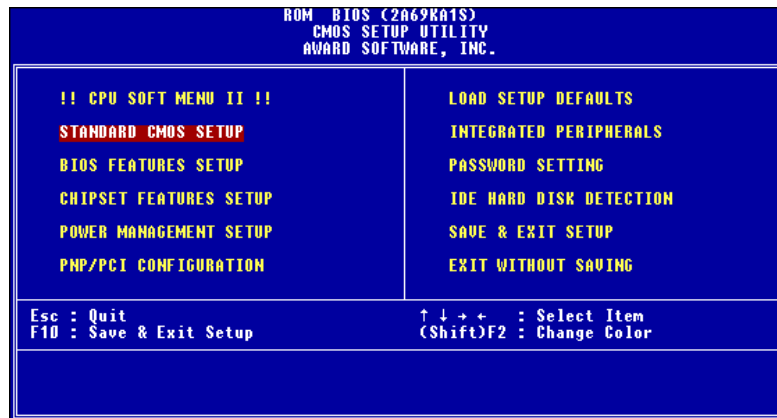 ROM BIOS (2A69KA1S)
CMOS SETUP UTILITY
AWARD SOFTWARE, INC.
!! CPU SOFT MENU II !!
STANDARD CMOS SETUP
BIOS FEATURES SETUP
CHIPSET FEATURES SETUP
POWER MANAGEMENT SETUP
PNP/PCI CONFIGURATION
LOAD SETUP DEFAULTS
INTEGRATED PERIPHERALS
PASSWORD SETTING
IDE HARD DISK DETECTION
SAVE & EXIT SETUP
EXIT WITHOUT SAVING
Esc : Quit
F10 : Save & Exit Setup
↑ ↓ → ← : Select Item
(Shift)F2 : Change Color